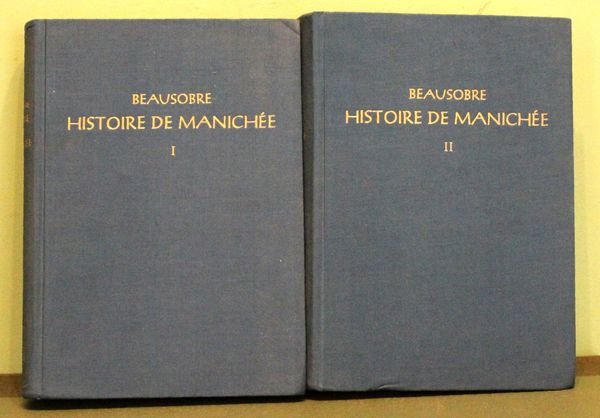 BEAUSOBRE
HISTOIRE DE MANICHÉE
I
BEAUSOBRE
HISTOIRE DE MANICHÉE
II